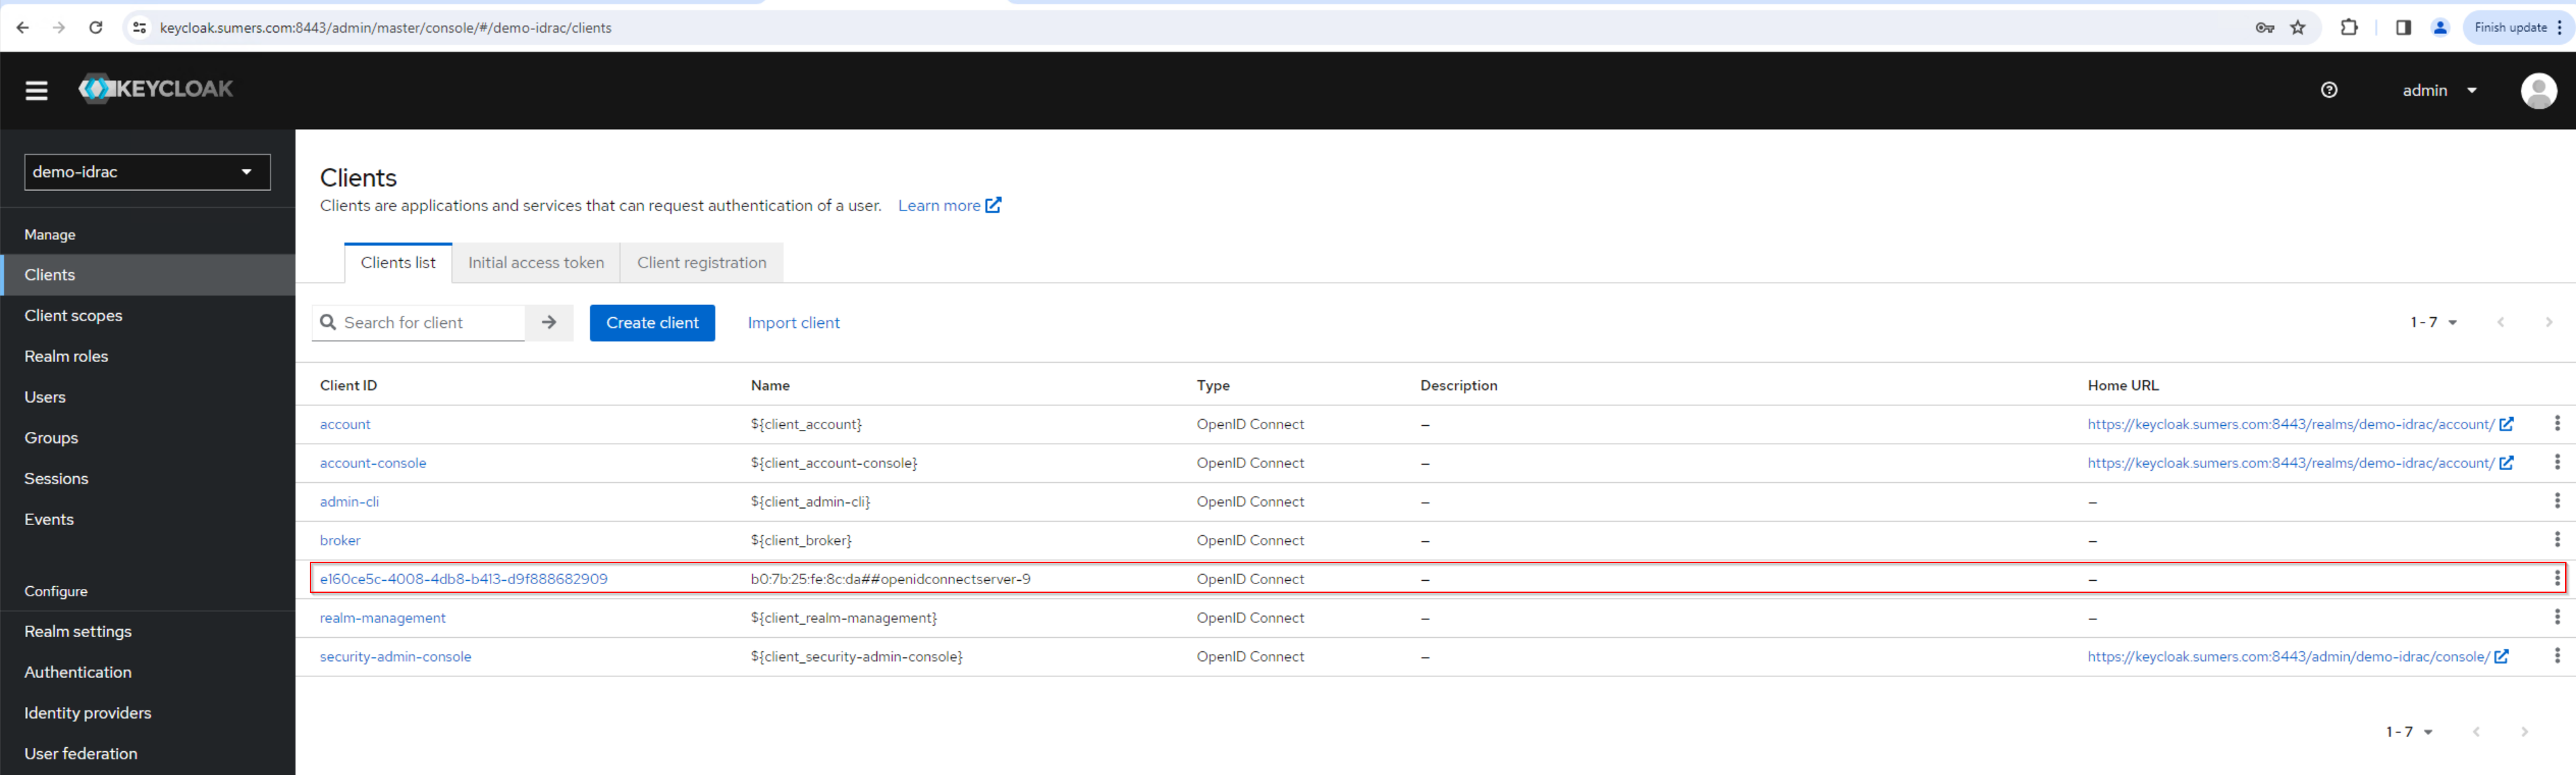 keycloak.sumers.com:8443/admin/master/console/#/demo-idrac/clients
Finish update
KEYCLOAK
admin
demo-idrac
Manage
Clients
Client scopes
Realm roles
Users
Groups
Sessions
Events
Configure
Realm settings
Authentication
Identity providers
User federation
Clients
Clients are applications and services that can request authentication of a user. Learn more
Clients list Initial access token Client registration
Search for client Create client Import client 1 - 7
Client ID Name Type Description Home URL
account ${client_account} OpenID Connect – https://keycloak.sumers.com:8443/realms/demo-idrac/account/
account-console ${client_account-console} OpenID Connect – https://keycloak.sumers.com:8443/realms/demo-idrac/account/
admin-cli ${client_admin-cli} OpenID Connect – –
broker ${client_broker} OpenID Connect – –
e160ce5c-4008-4db8-b413-d9f888682909 b0:7b:25:fe:8c:da##openidconnectserver-9 OpenID Connect – –
realm-management ${client_realm-management} OpenID Connect – –
security-admin-console ${client_security-admin-console} OpenID Connect – https://keycloak.sumers.com:8443/admin/demo-idrac/console/
1 - 7